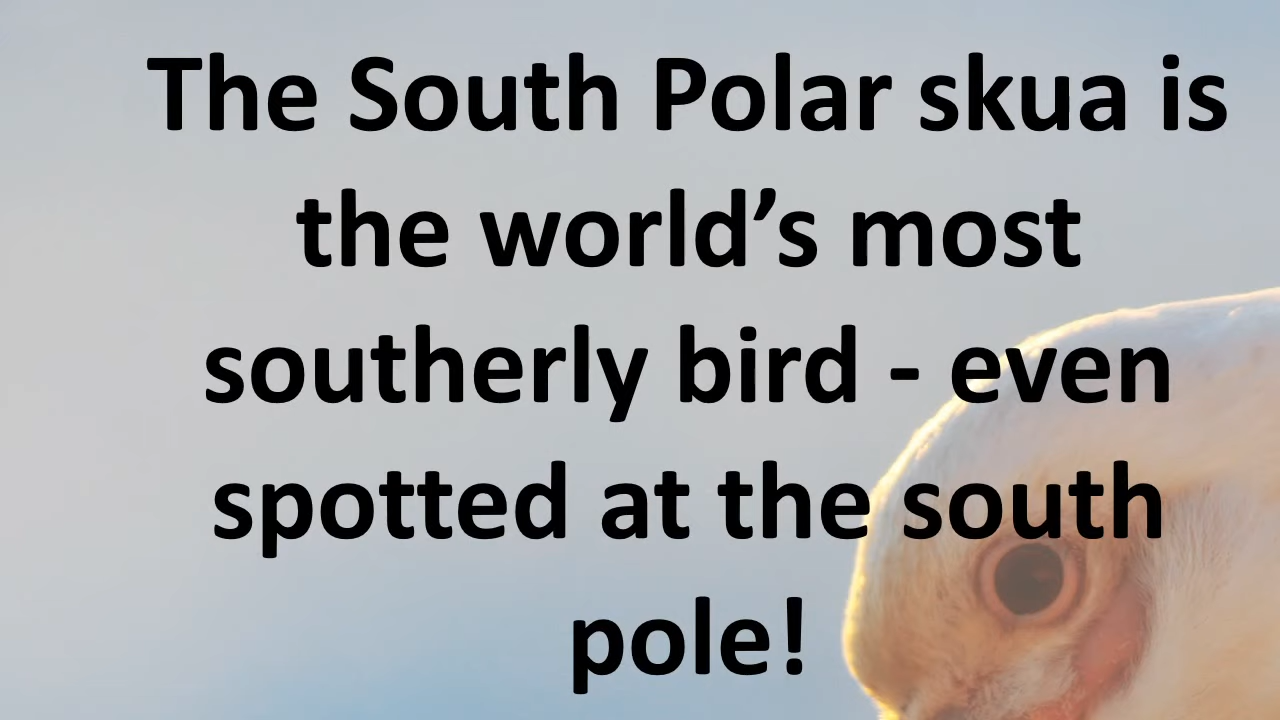 The South Polar skua is
the world’s most
southerly bird - even
spotted at the south
pole!